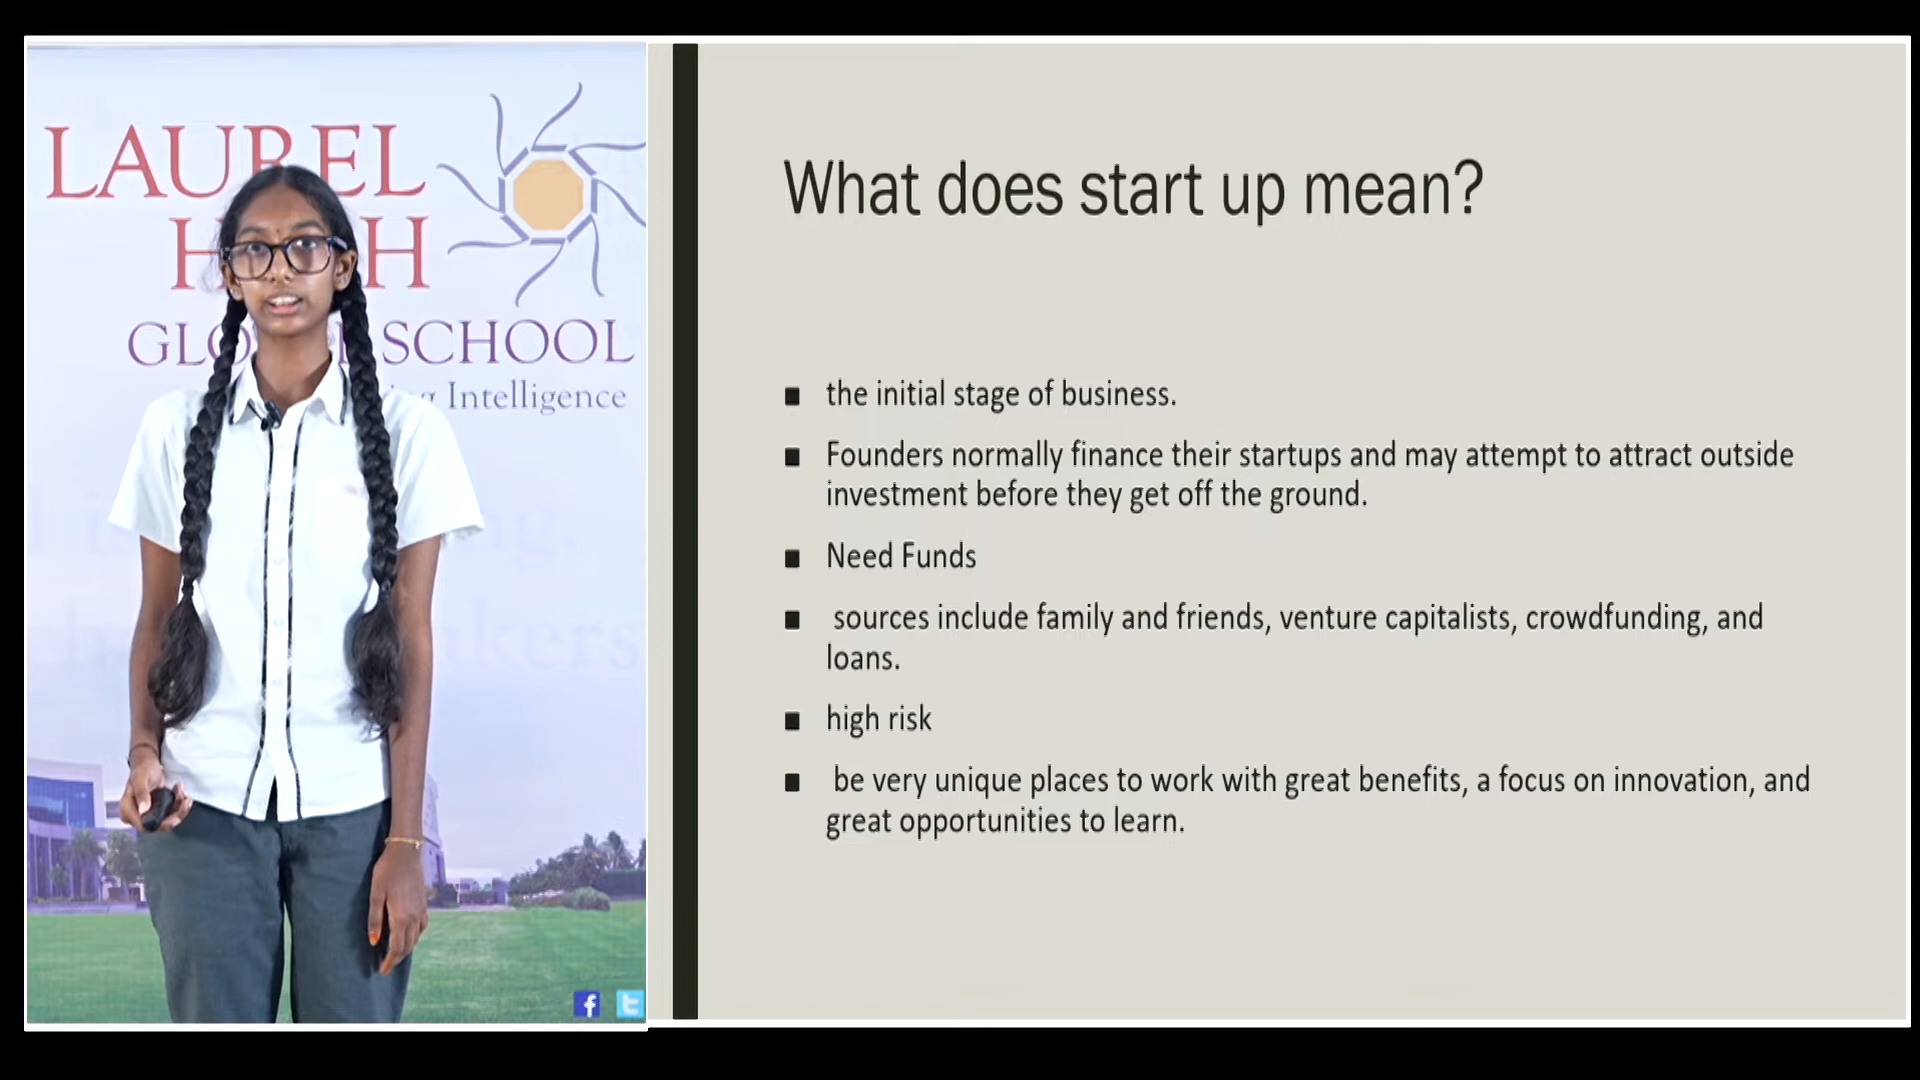 LAUREL
HIGH
GLOBAL SCHOOL
Intelligence
What does start up mean?
the initial stage of business.
Founders normally finance their startups and may attempt to attract outside
investment before they get off the ground.
Need Funds
sources include family and friends, venture capitalists, crowdfunding, and
loans.
high risk
be very unique places to work with great benefits, a focus on innovation, and
great opportunities to learn.